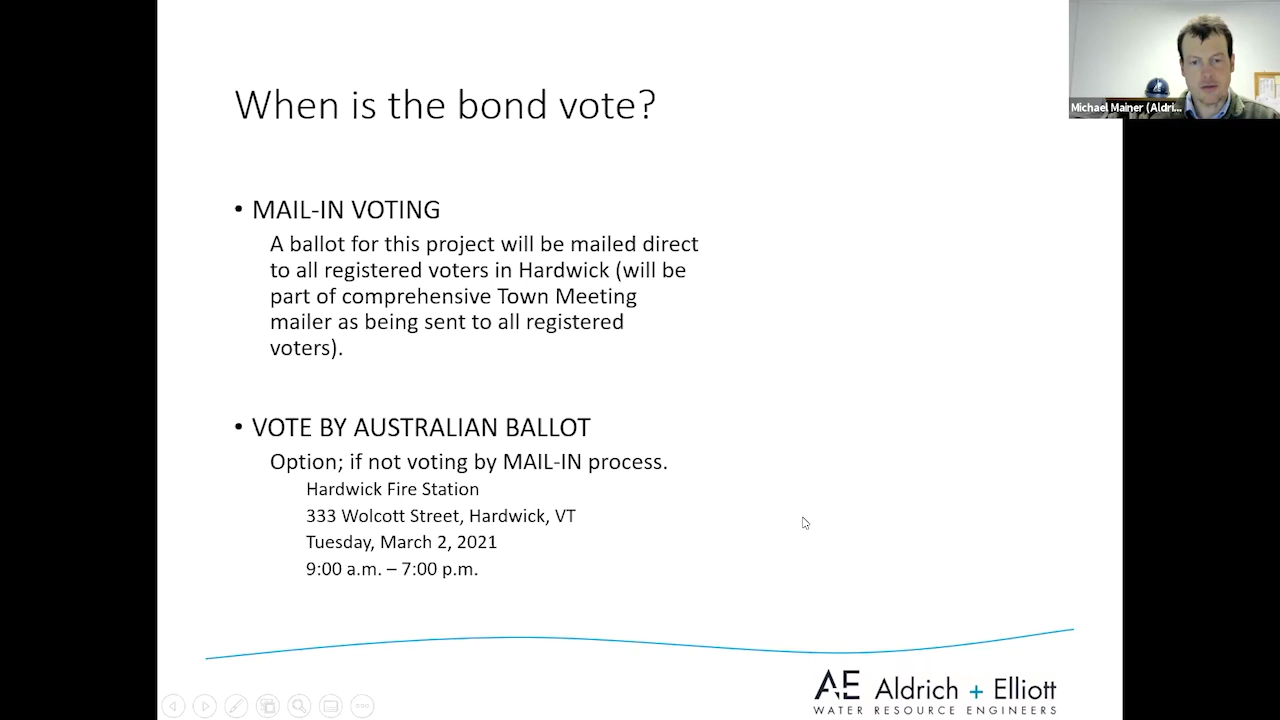 When is the bond vote?
Michael Mainer (Aldri...
• MAIL-IN VOTING
A ballot for this project will be mailed direct
to all registered voters in Hardwick (will be
part of comprehensive Town Meeting
mailer as being sent to all registered
voters).
• VOTE BY AUSTRALIAN BALLOT
Option; if not voting by MAIL-IN process.
Hardwick Fire Station
333 Wolcott Street, Hardwick, VT
Tuesday, March 2, 2021
9:00 a.m. – 7:00 p.m.
AE Aldrich + Elliott
WATER RESOURCE ENGINEERS